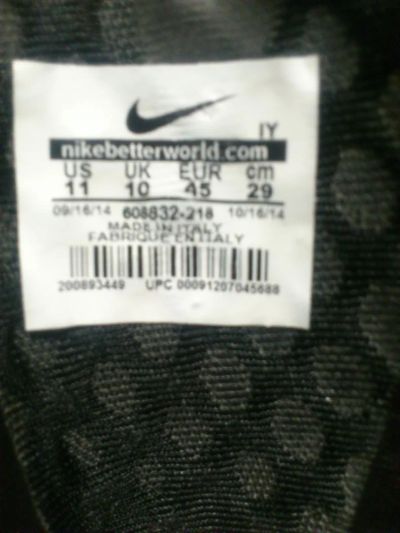 IY
nikebetterworld.com
US UK EUR cm
11 10 45 29
09/16/14 608832-218 10/16/14
MADE IN ITALY
FABRIQUE EN ITALY
200893449 UPC 00091207045688